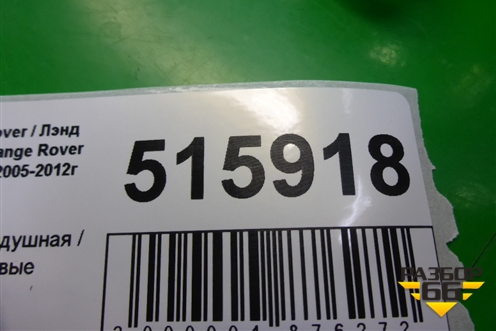 over / Лэнд
ange Rover
2005-2012г
515918
душная /
вые
РАЗБОР
66